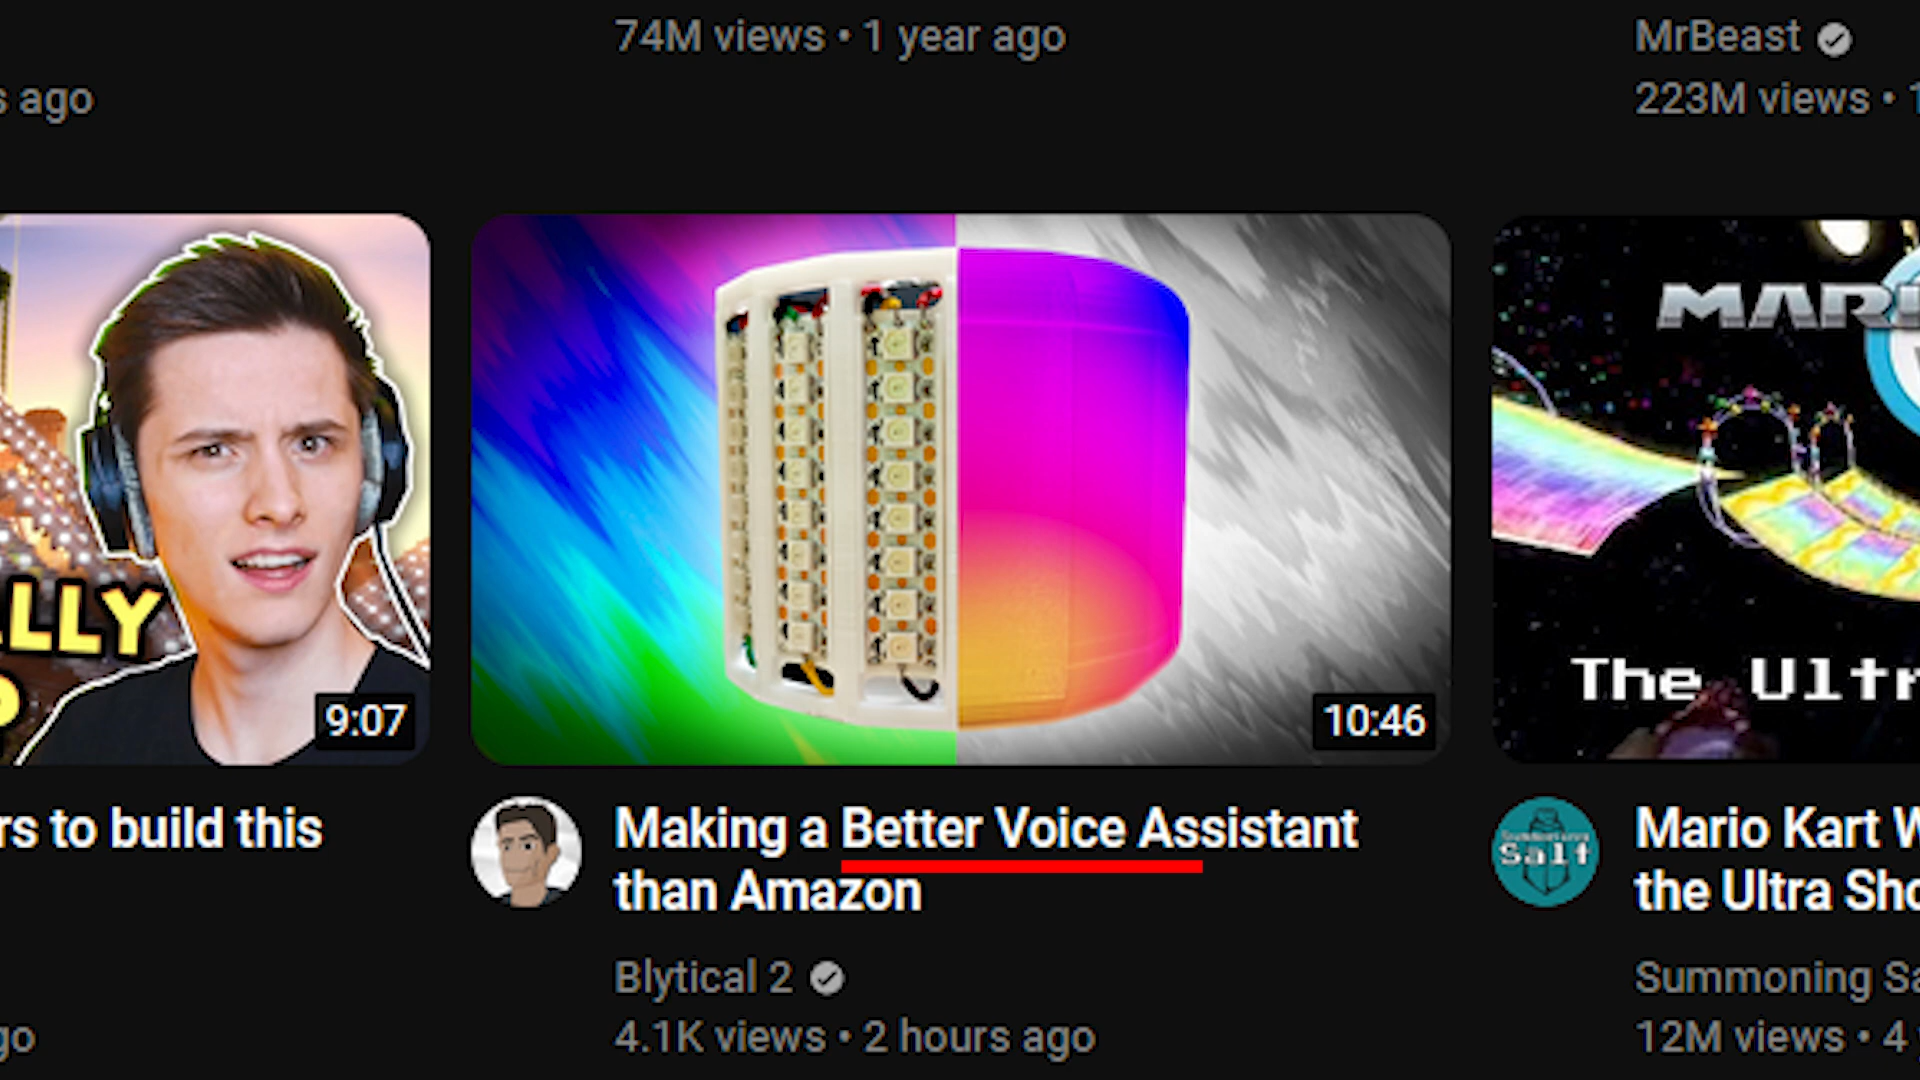 74M views • 1 year ago
MrBeast
s ago
223M views •
LLY
9:07
10:46
MARI
The Ultr
rs to build this
Making a Better Voice Assistant
than Amazon
Salt
Mario Kart W
the Ultra Sho
Blytical 2
Summoning Sa
go
4.1K views • 2 hours ago
12M views • 4